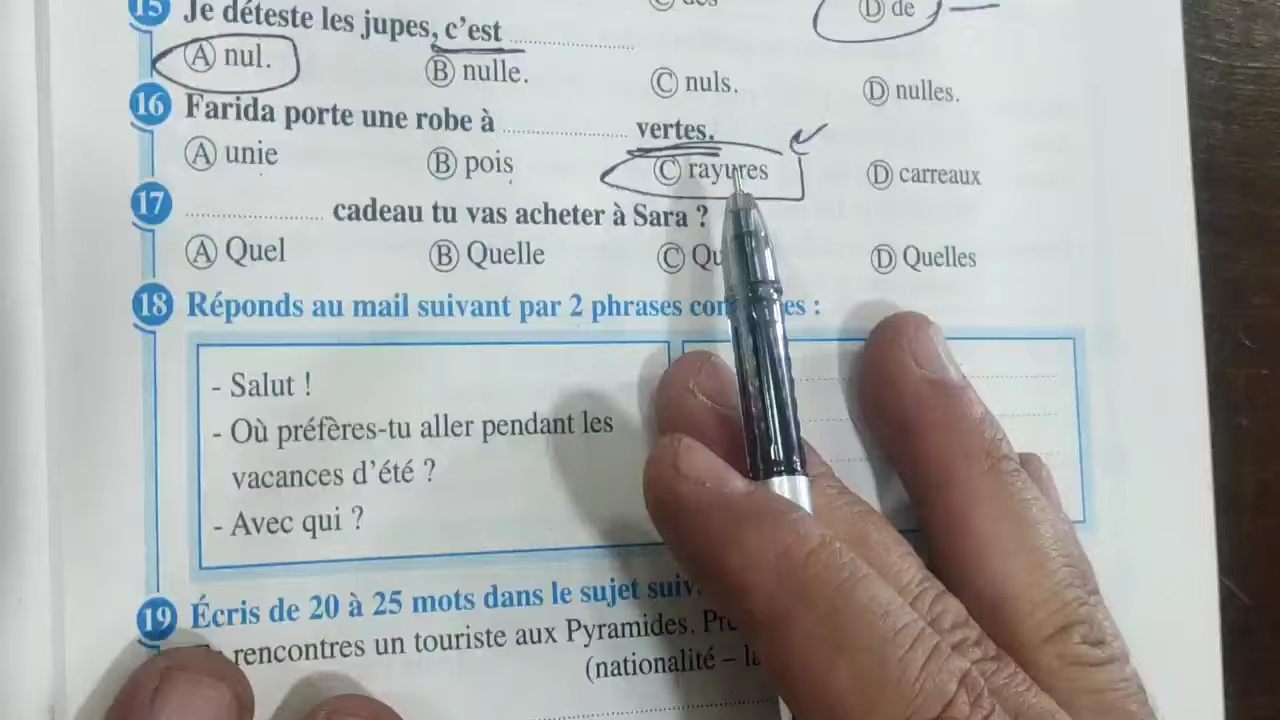 15 Je déteste les jupes, c'est ....................
D de
A nul.
B nulle.
C nuls.
D nulles.
16 Farida porte une robe à .................... vertes.
A unie
B pois
C rayures
D carreaux
17 .................... cadeau tu vas acheter à Sara ?
A Quel
B Quelle
C
D Quelles
18 Réponds au mail suivant par 2 phrases
- Salut !
- Où préfères-tu aller pendant les
vacances d'été ?
- Avec qui ?
19 Écris de 20 à 25 mots dans le sujet
rencontres un touriste aux Pyramides.
(nationalité –